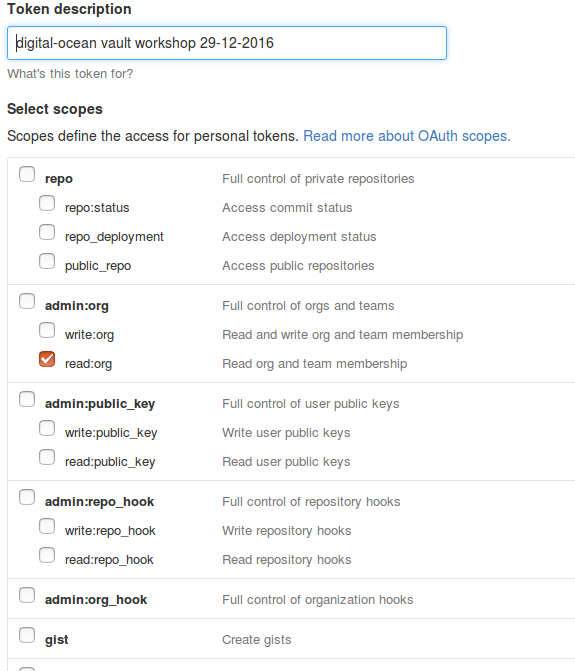 Token description
digital-ocean vault workshop 29-12-2016
What's this token for?
Select scopes
Scopes define the access for personal tokens. Read more about OAuth scopes.
repo Full control of private repositories
repo:status Access commit status
repo_deployment Access deployment status
public_repo Access public repositories
admin:org Full control of orgs and teams
write:org Read and write org and team membership
read:org Read org and team membership
admin:public_key Full control of user public keys
write:public_key Write user public keys
read:public_key Read user public keys
admin:repo_hook Full control of repository hooks
write:repo_hook Write repository hooks
read:repo_hook Read repository hooks
admin:org_hook Full control of organization hooks
gist Create gists